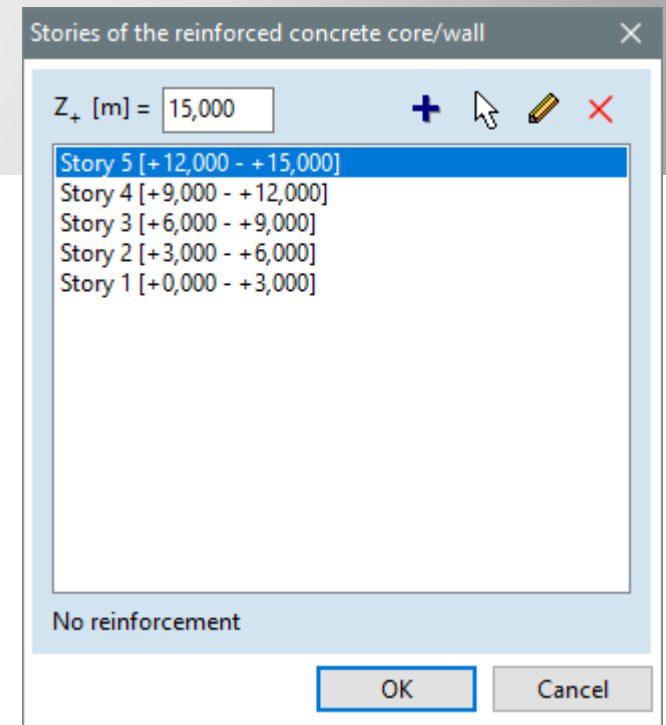 Stories of the reinforced concrete core/wall
Z+ [m] = 15,000
Story 5 [+12,000 - +15,000]
Story 4 [+9,000 - +12,000]
Story 3 [+6,000 - +9,000]
Story 2 [+3,000 - +6,000]
Story 1 [+0,000 - +3,000]
No reinforcement
OK Cancel